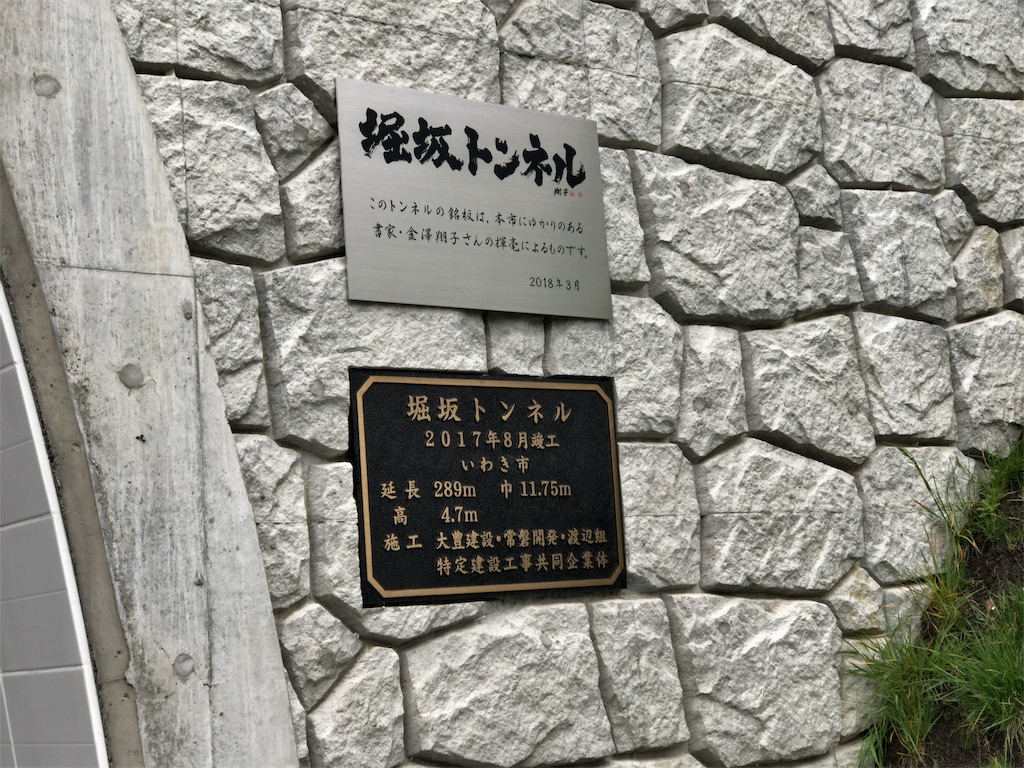 堀坂トンネル
翔子
このトンネルの銘板は、本市にゆかりのある
書家・金澤翔子さんの揮毫によるものです。
2018年3月
堀坂トンネル
2017年8月竣工
いわき市
延長 289m 巾 11.75m
高 4.7m
施工 大豊建設・常磐開発・渡辺組
特定建設工事共同企業体